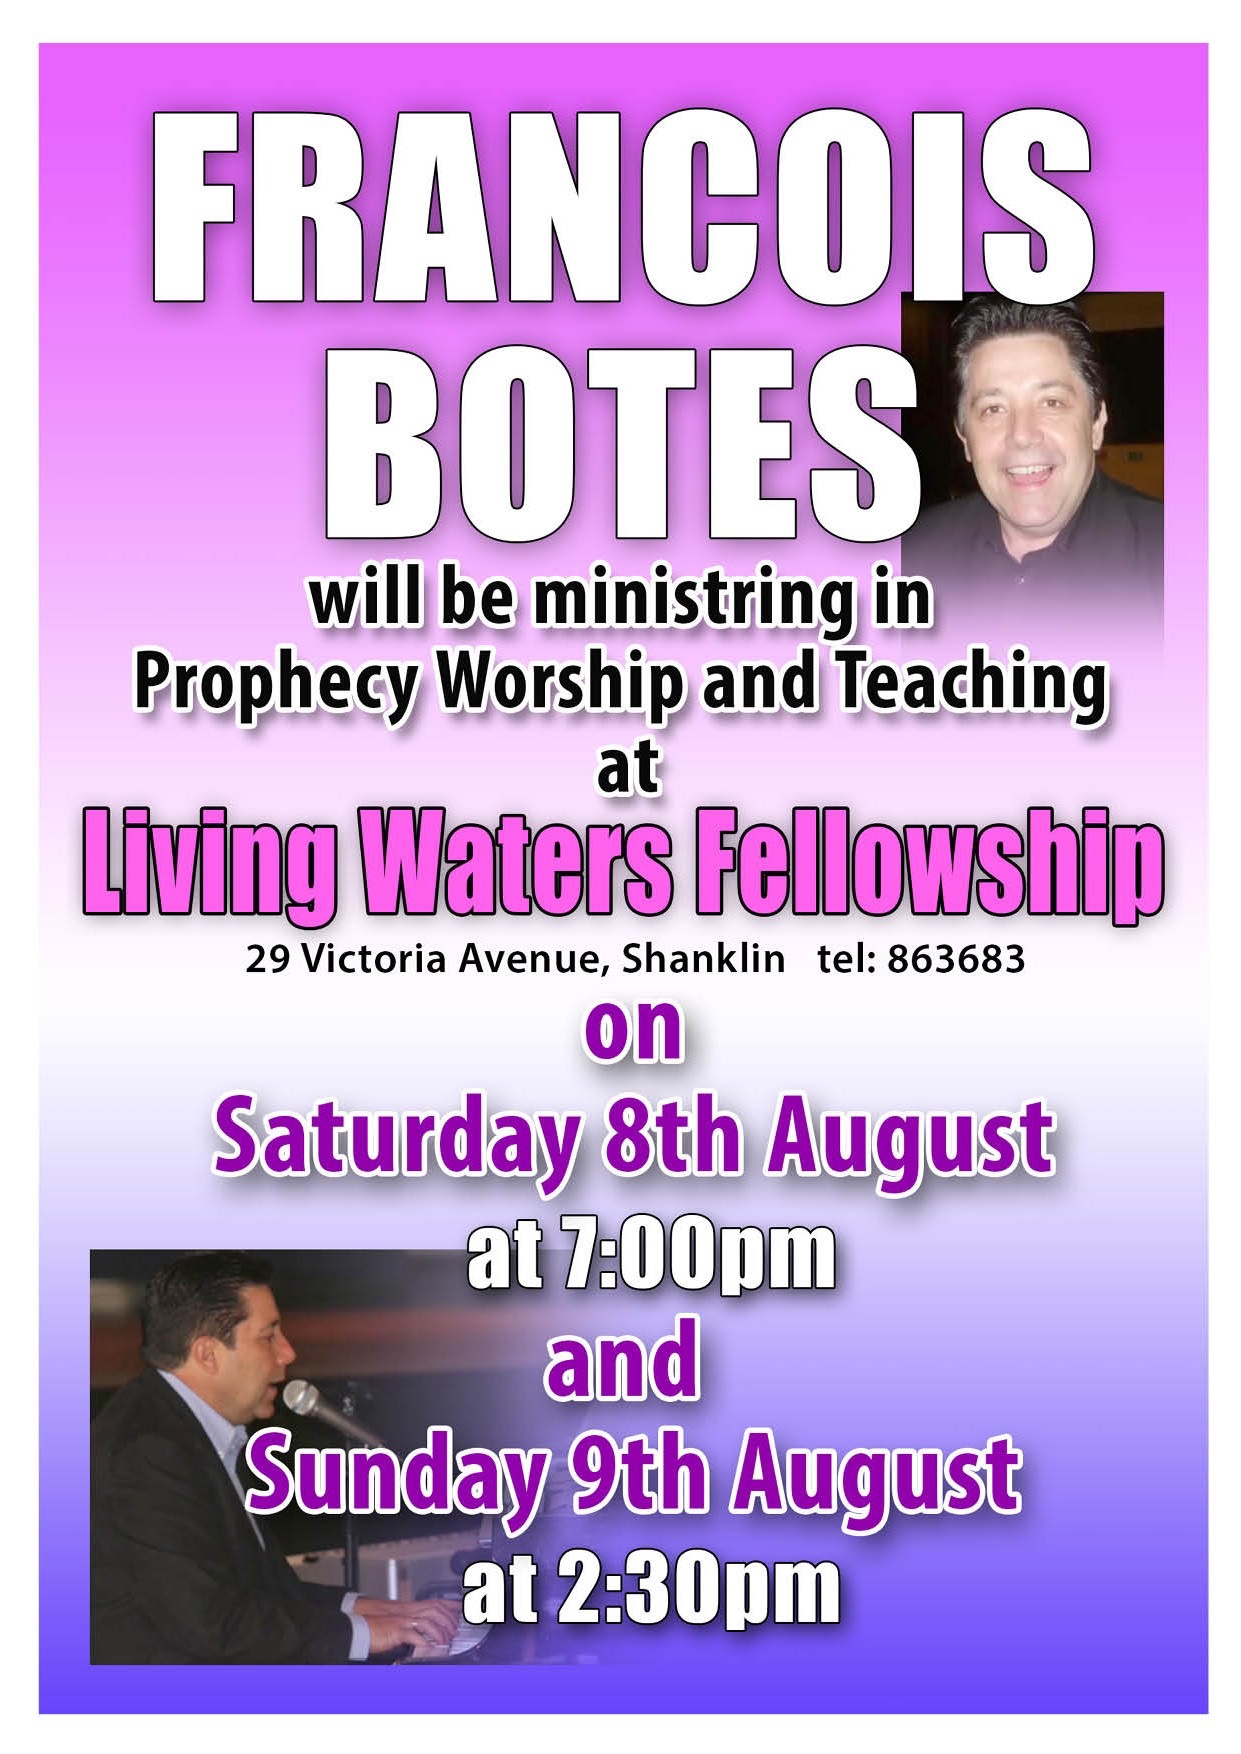 FRANCOIS
BOTES
will be ministring in
Prophecy Worship and Teaching
at
Living Waters Fellowship
29 Victoria Avenue, Shanklin   tel: 863683
on
Saturday 8th August
at 7:00pm
and
Sunday 9th August
at 2:30pm